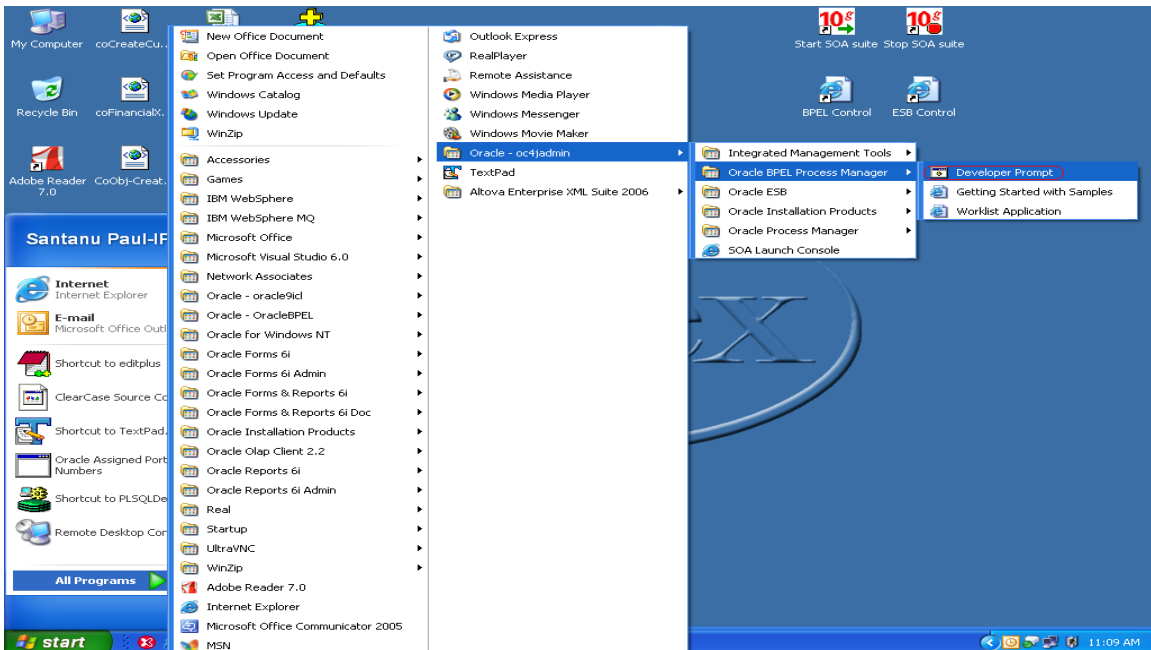 My Computer
coCreateCu..
Start SOA suite
Stop SOA suite
Recycle Bin
coFinancialX.
BPEL Control
ESB Control
Adobe Reader 7.0
CoObj-Creat.
Santanu Paul-IF
Internet
Internet Explorer
E-mail
Microsoft Office Outl
Shortcut to editplus
ClearCase Source Co
Shortcut to TextPad.
Oracle Assigned Port
Numbers
Shortcut to PLSQLDe
Remote Desktop Con
All Programs
New Office Document
Open Office Document
Set Program Access and Defaults
Windows Catalog
Windows Update
WinZip
Accessories
Games
IBM WebSphere
IBM WebSphere MQ
Microsoft Office
Microsoft Visual Studio 6.0
Network Associates
Oracle - oracle9icl
Oracle - OracleBPEL
Oracle for Windows NT
Oracle Forms 6i
Oracle Forms 6i Admin
Oracle Forms & Reports 6i
Oracle Forms & Reports 6i Doc
Oracle Installation Products
Oracle Olap Client 2.2
Oracle Reports 6i
Oracle Reports 6i Admin
Real
Startup
UltraVNC
WinZip
Adobe Reader 7.0
Internet Explorer
Microsoft Office Communicator 2005
MSN
Outlook Express
RealPlayer
Remote Assistance
Windows Media Player
Windows Messenger
Windows Movie Maker
Oracle - oc4jadmin
TextPad
Altova Enterprise XML Suite 2006
Integrated Management Tools
Oracle BPEL Process Manager
Oracle ESB
Oracle Installation Products
Oracle Process Manager
SOA Launch Console
Developer Prompt
Getting Started with Samples
Worklist Application
start
11:09 AM